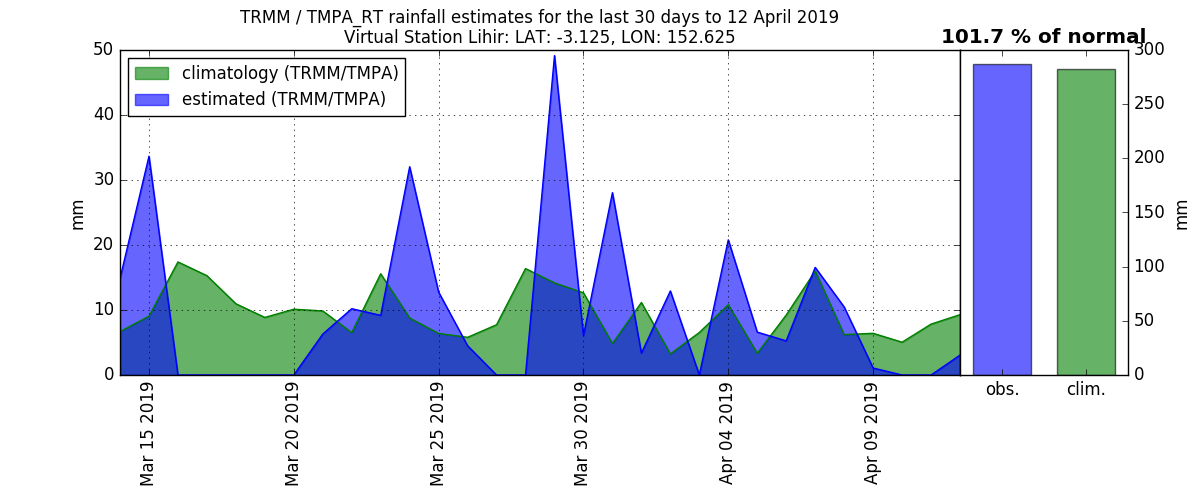 TRMM / TMPA_RT rainfall estimates for the last 30 days to 12 April 2019
Virtual Station Lihir: LAT: -3.125, LON: 152.625
101.7 % of normal
climatology (TRMM/TMPA)
estimated (TRMM/TMPA)
50
40
30
20
10
0
mm
Mar 15 2019
Mar 20 2019
Mar 25 2019
Mar 30 2019
Apr 04 2019
Apr 09 2019
300
250
200
150
100
50
0
mm
obs.
clim.